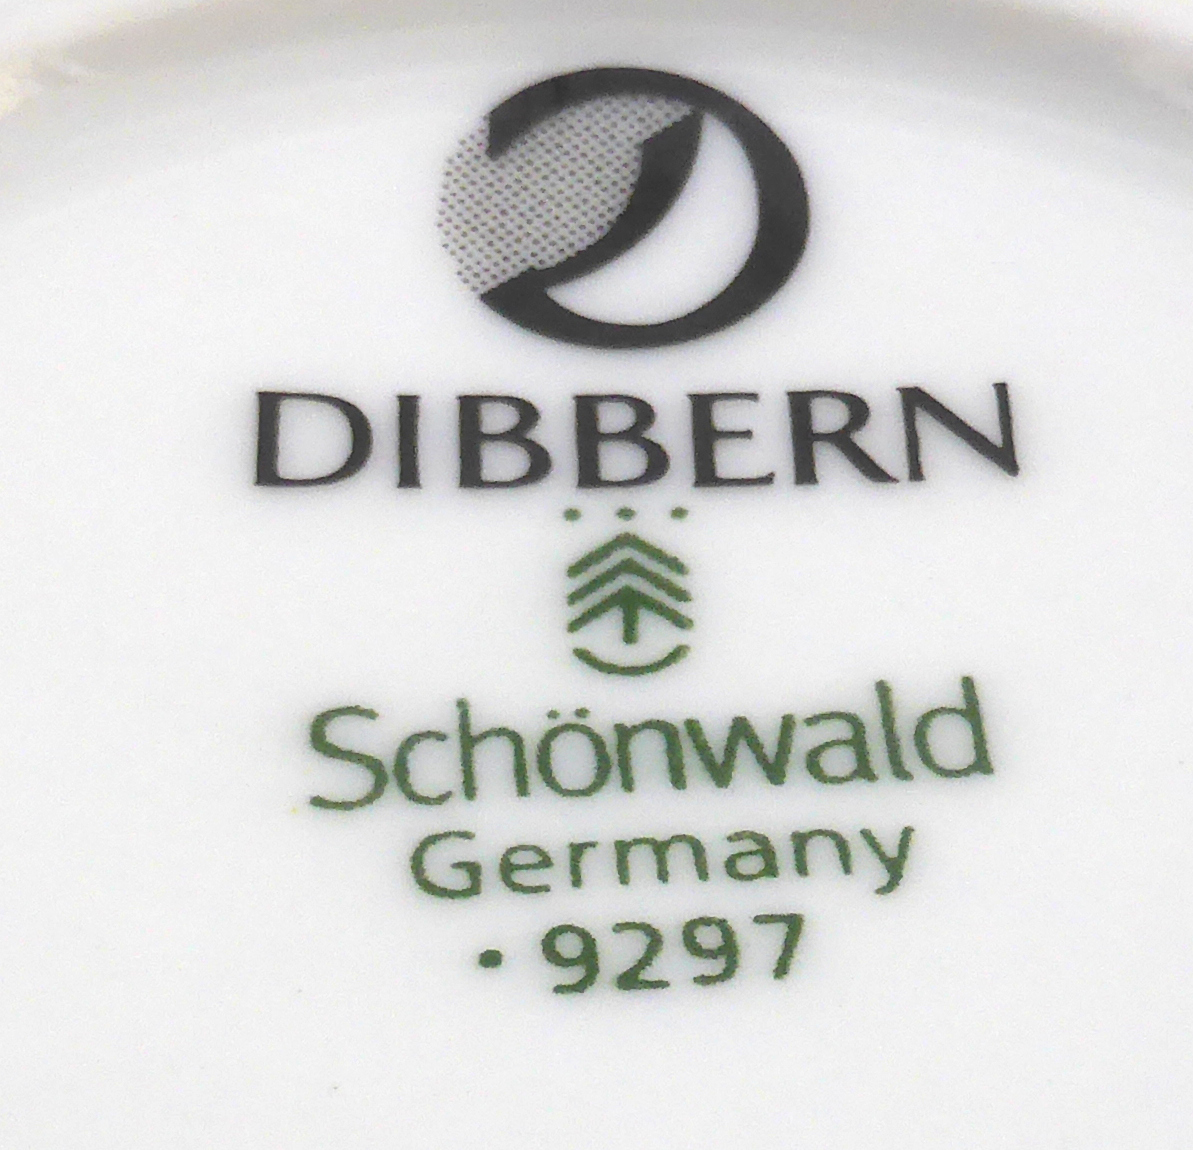 DIBBERN
Schönwald
Germany
· 9297